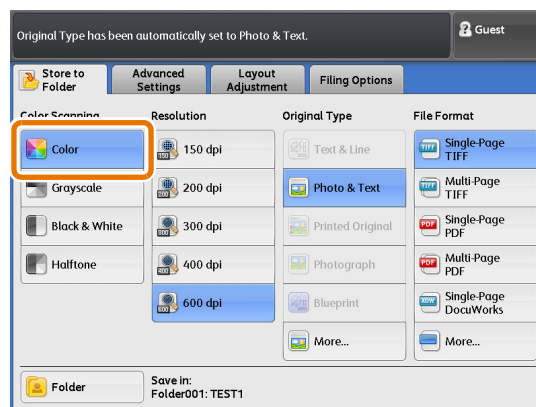 Original Type has been automatically set to Photo & Text.
Guest
Store to
Folder
Advanced
Settings
Layout
Adjustment
Filing Options
Color Scanning
Color
Grayscale
Black & White
Halftone
Resolution
150 dpi
200 dpi
300 dpi
400 dpi
600 dpi
Original Type
Text & Line
Photo & Text
Printed Original
Photograph
Blueprint
More...
File Format
Single-Page
TIFF
Multi-Page
TIFF
Single-Page
PDF
Multi-Page
PDF
Single-Page
DocuWorks
More...
Folder
Save in:
Folder001: TEST1